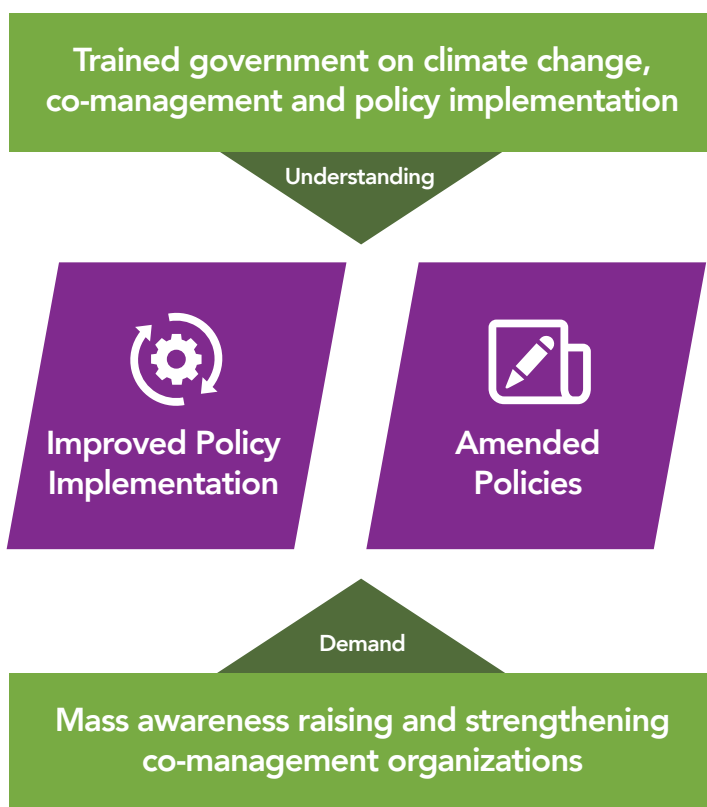 Trained government on climate change,
co-management and policy implementation
Understanding
Improved Policy
Implementation
Amended
Policies
Demand
Mass awareness raising and strengthening
co-management organizations